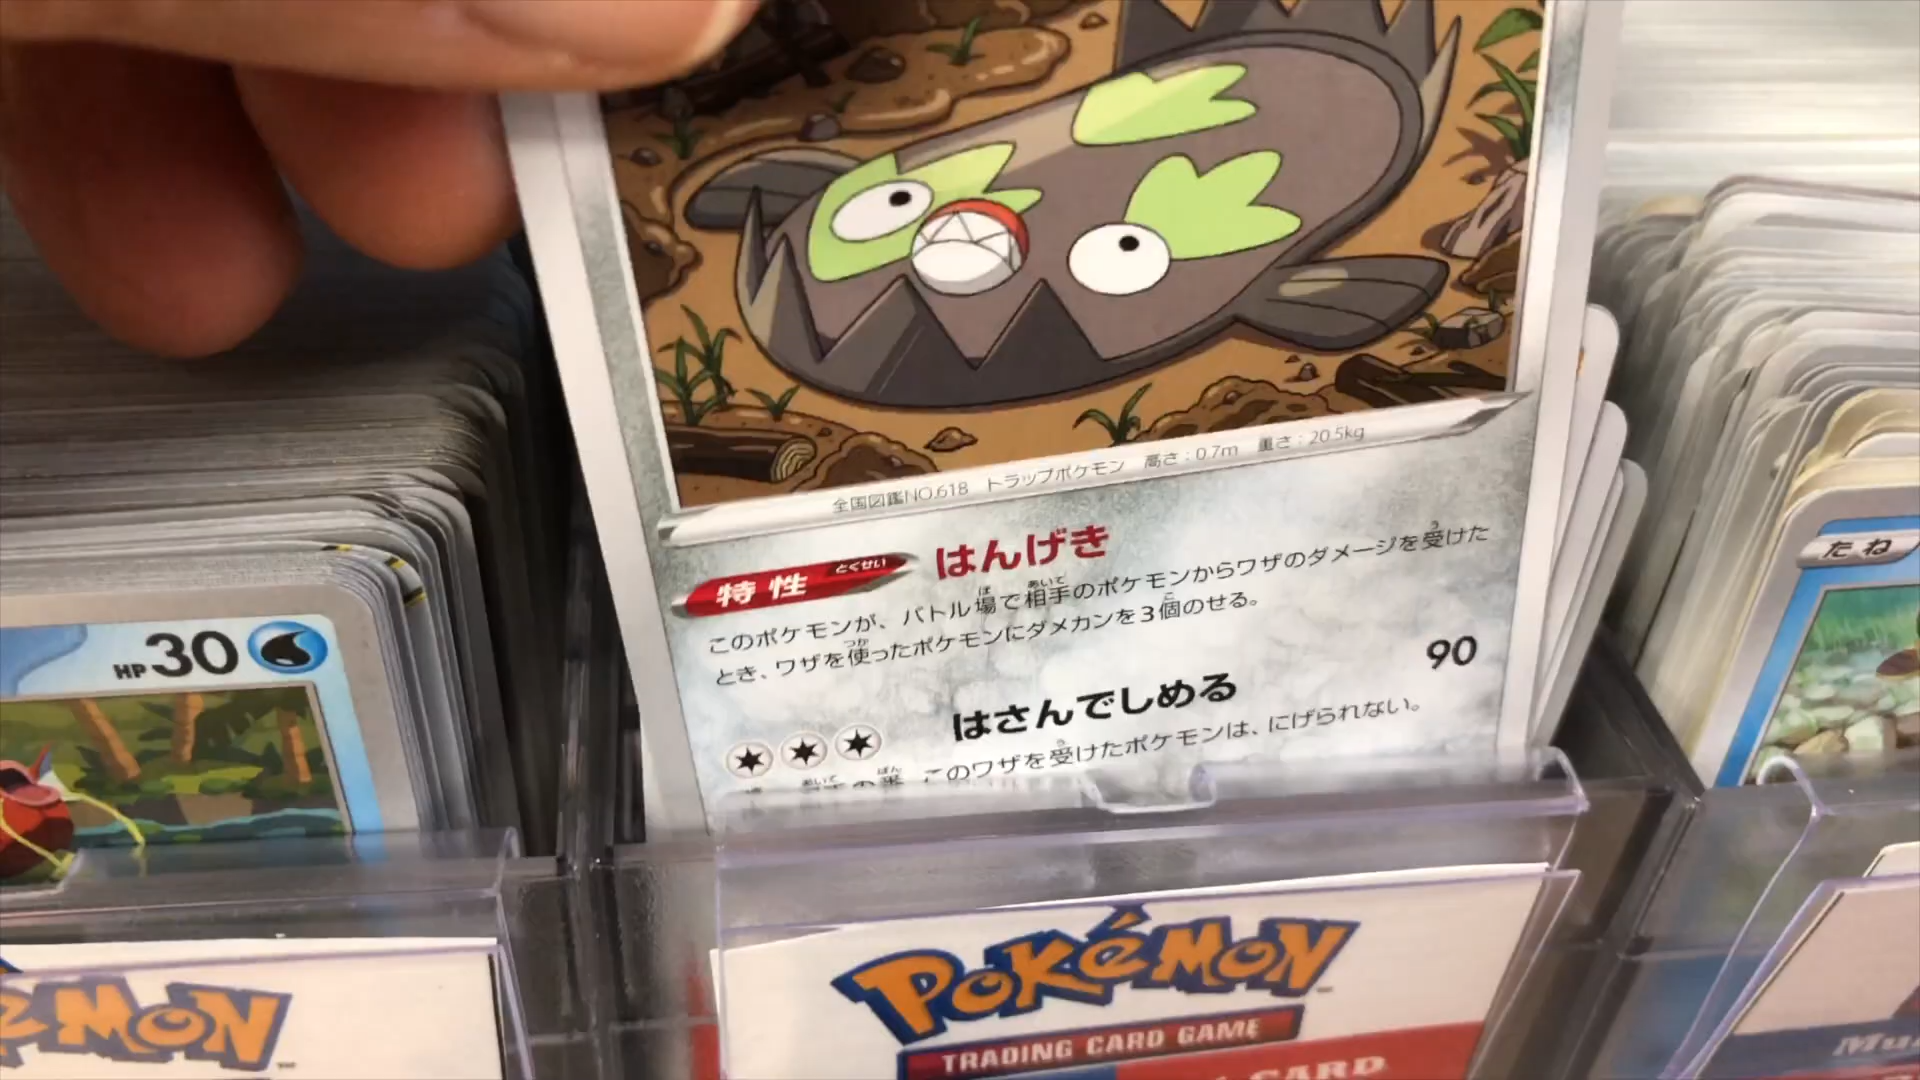 全国図鑑NO.618 トラップポケモン 高さ:0.7m 重さ:20.5kg
特性 とくせい はんげき
このポケモンが、バトル場で相手のポケモンからワザのダメージを受けた
とき、ワザを使ったポケモンにダメカンを3個のせる。
はさんでしめる 90
このワザを受けたポケモンは、にげられない。
HP30
たね
POKéMON
TRADING CARD GAME
CARD
éMON